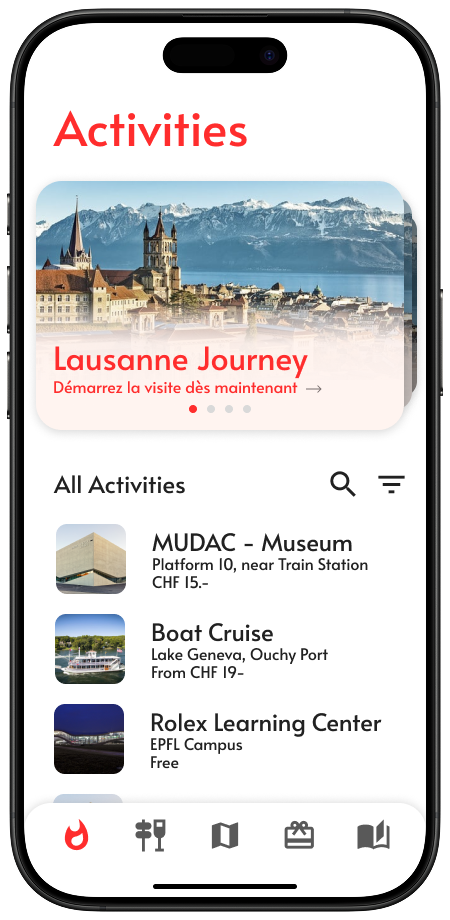 Activities
Lausanne Journey
Démarrez la visite dès maintenant →
All Activities
MUDAC - Museum
Platform 10, near Train Station
CHF 15.-
Boat Cruise
Lake Geneva, Ouchy Port
From CHF 19-
Rolex Learning Center
EPFL Campus
Free